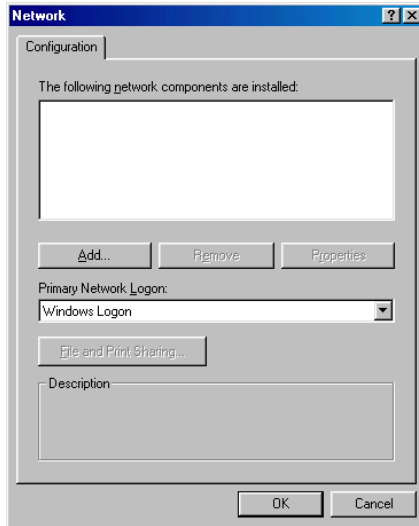 Network
Configuration
The following network components are installed:
Add...
Remove
Properties
Primary Network Logon:
Windows Logon
File and Print Sharing...
Description
OK
Cancel